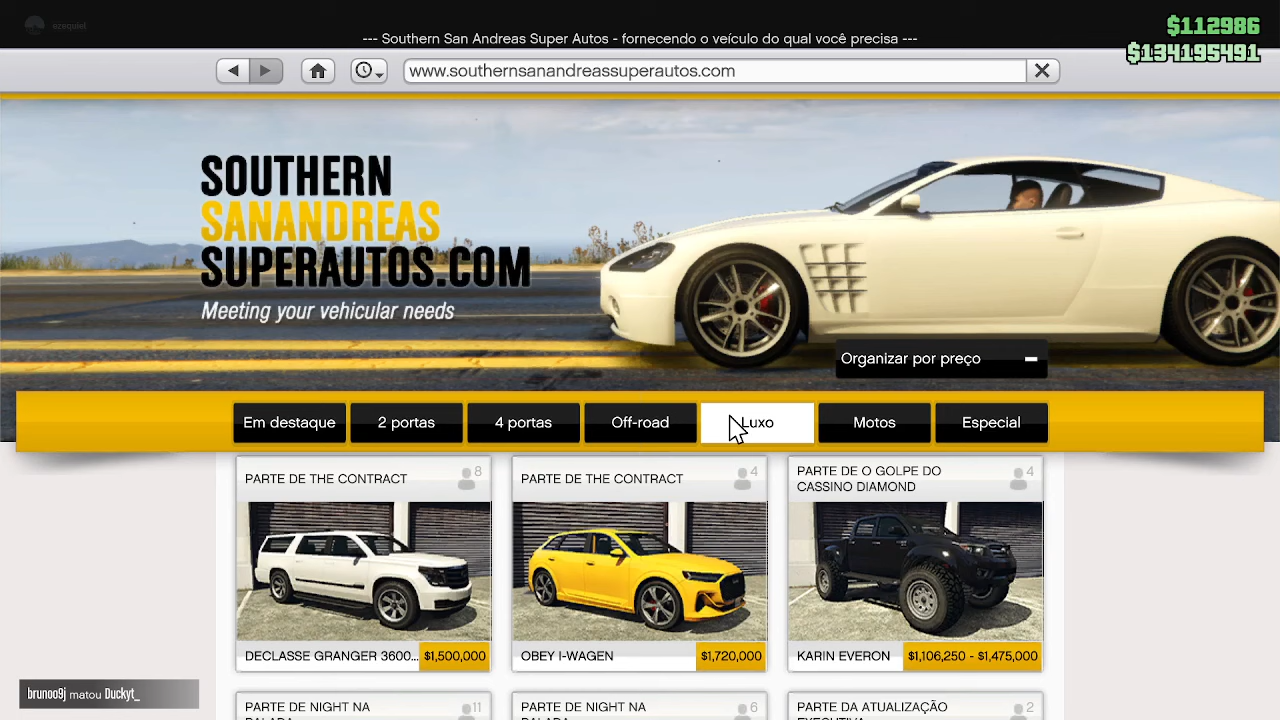 ezequiel
--- Southern San Andreas Super Autos - fornecendo o veículo do qual você precisa ---
$112986
$134195491
www.southernsanandreassuperautos.com
SOUTHERN
SANANDREAS
SUPERAUTOS.COM
Meeting your vehicular needs
Organizar por preço
Em destaque
2 portas
4 portas
Off-road
Luxo
Motos
Especial
PARTE DE THE CONTRACT
8
DECLASSE GRANGER 3600...
$1,500,000
PARTE DE THE CONTRACT
4
OBEY I-WAGEN
$1,720,000
PARTE DE O GOLPE DO
CASSINO DIAMOND
4
KARIN EVERON
$1,106,250 - $1,475,000
brunoo9j matou Duckyt_
PARTE DE NIGHT NA
BALADA
11
PARTE DE NIGHT NA
BALADA
6
PARTE DA ATUALIZAÇÃO
EXECUTIVA
2